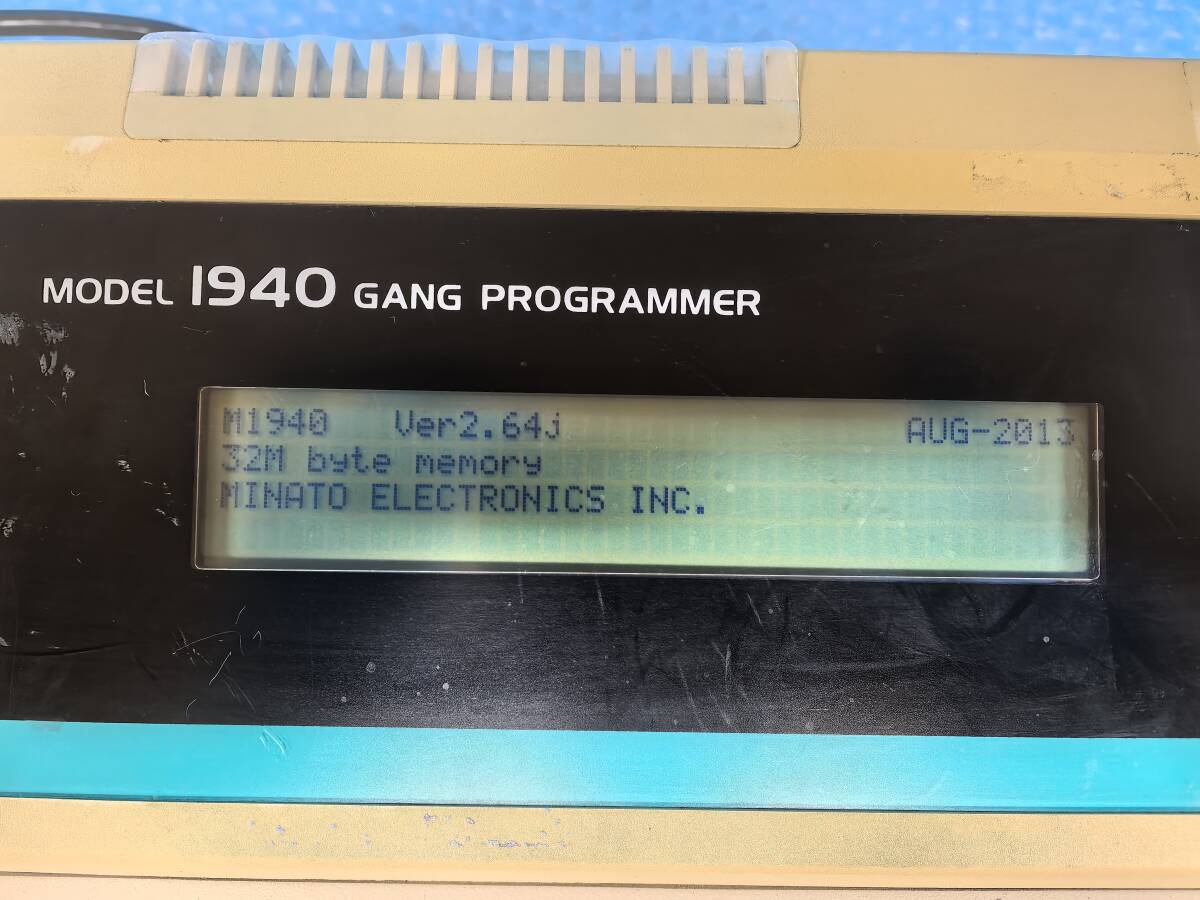 MODEL 1940 GANG PROGRAMMER
M1940 Ver2.64j AUG-2013
32M byte memory
MINATO ELECTRONICS INC.